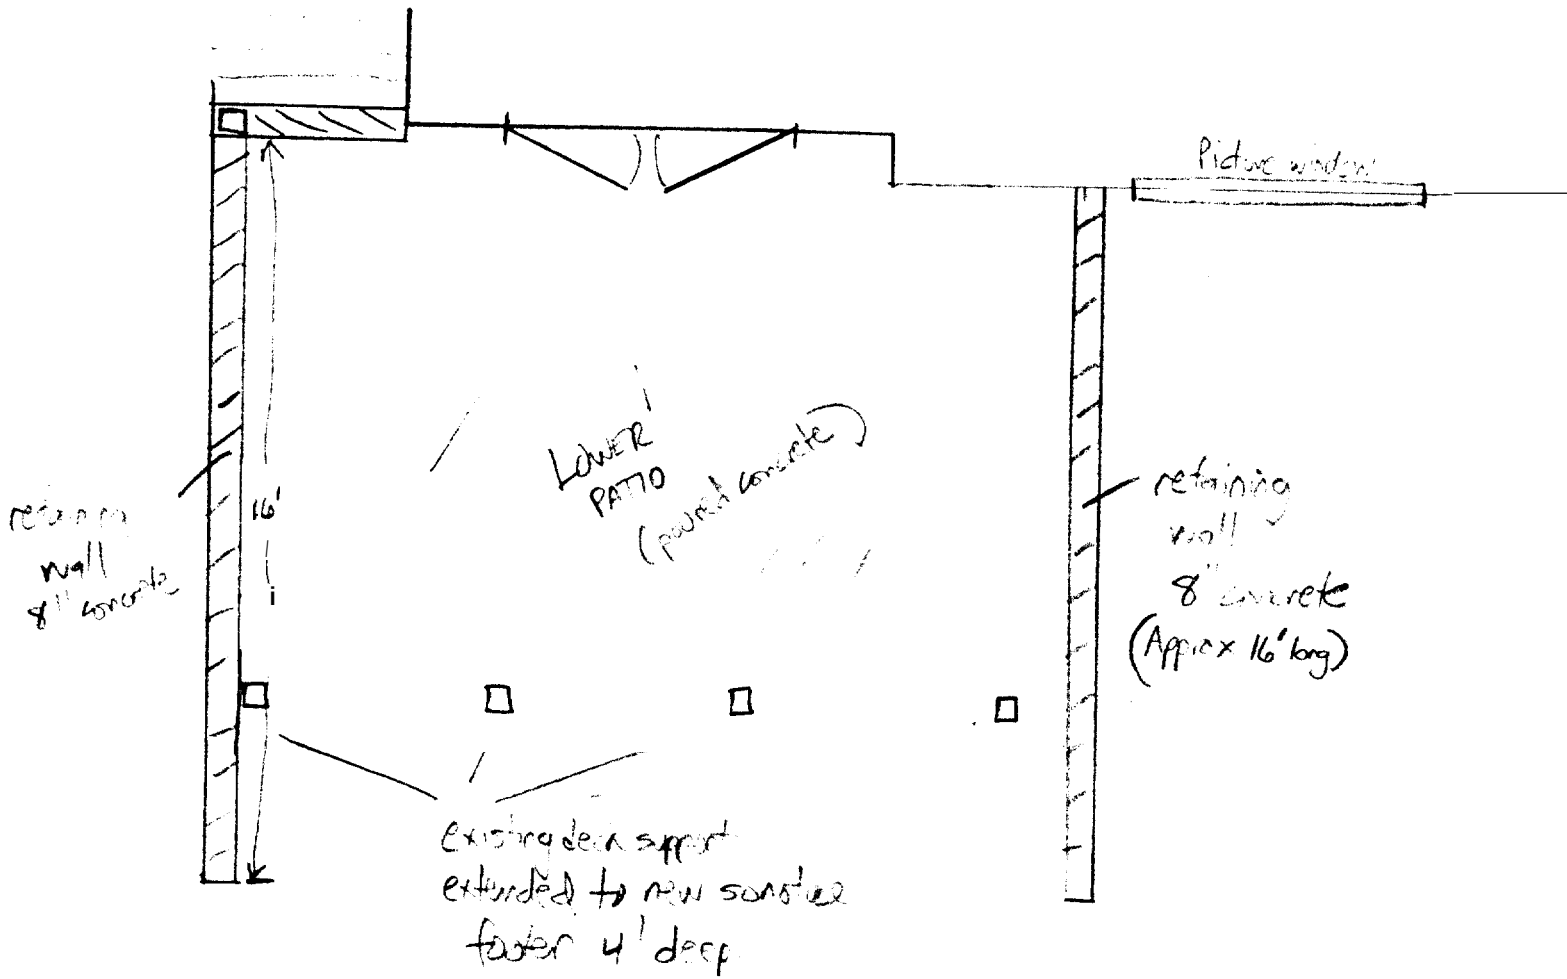 Picture window
LOWER
PATIO
(poured concrete)
16'
retaining
wall
8" concrete
retaining
wall
8" concrete
(Approx 16' long)
existing deck support
extended to new sonotube
footer 4' deep